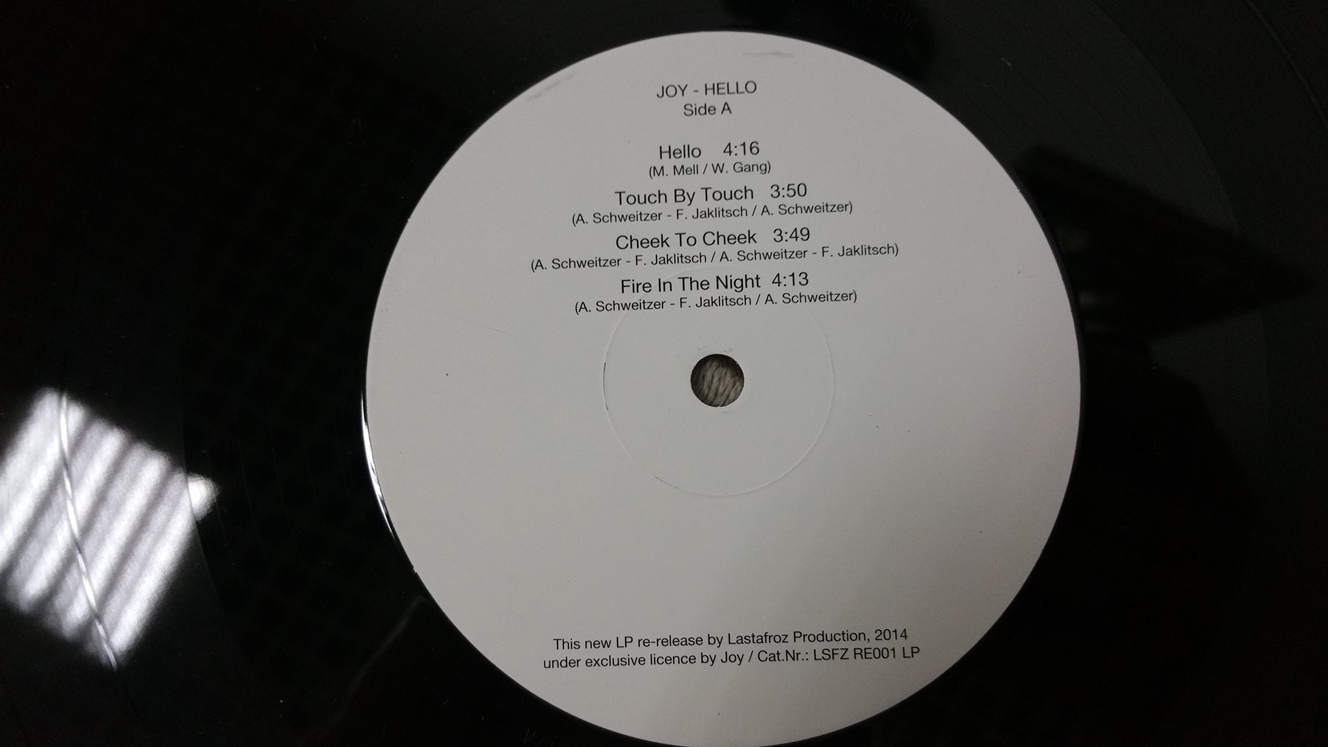 JOY - HELLO
Side A
Hello 4:16
(M. Mell / W. Gang)
Touch By Touch 3:50
(A. Schweitzer - F. Jaklitsch / A. Schweitzer)
Cheek To Cheek 3:49
(A. Schweitzer - F. Jaklitsch / A. Schweitzer - F. Jaklitsch)
Fire In The Night 4:13
(A. Schweitzer - F. Jaklitsch / A. Schweitzer)
This new LP re-release by Lastafroz Production, 2014
under exclusive licence by Joy / Cat.Nr.: LSFZ RE001 LP